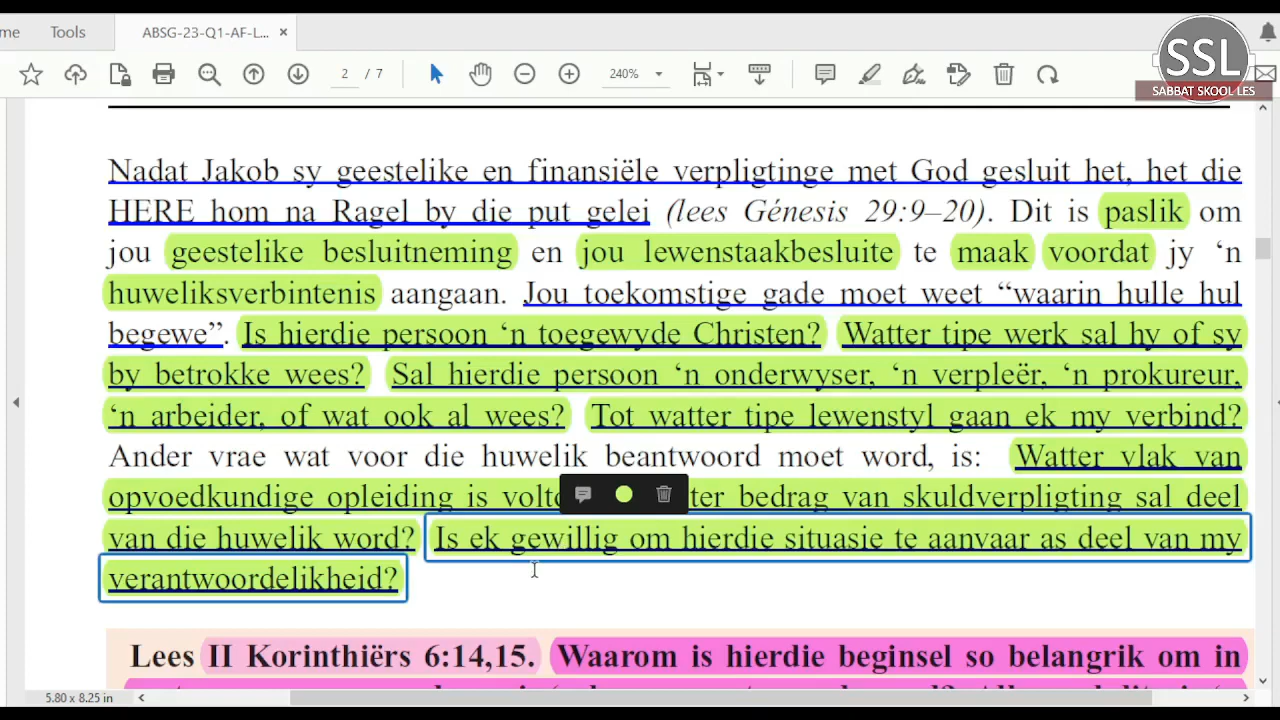 me Tools ABSG-23-Q1-AF-L... ×
SSL
SABBAT SKOOL LES
2 / 7 240%
Nadat Jakob sy geestelike en finansiële verpligtinge met God gesluit het, het die
HERE hom na Ragel by die put gelei (lees Génesis 29:9–20). Dit is paslik om
jou geestelike besluitneming en jou lewenstaakbesluite te maak voordat jy ‘n
huweliksverbintenis aangaan. Jou toekomstige gade moet weet “waarin hulle hul
begewe”. Is hierdie persoon ‘n toegewyde Christen? Watter tipe werk sal hy of sy
by betrokke wees? Sal hierdie persoon ‘n onderwyser, ‘n verpleër, ‘n prokureur,
‘n arbeider, of wat ook al wees? Tot watter tipe lewenstyl gaan ek my verbind?
Ander vrae wat voor die huwelik beantwoord moet word, is: Watter vlak van
opvoedkundige opleiding is bedrag van skuldverpligting sal deel
van die huwelik word? Is ek gewillig om hierdie situasie te aanvaar as deel van my
verantwoordelikheid?
Lees II Korinthiërs 6:14,15. Waarom is hierdie beginsel so belangrik om in
5.80 x 8.25 in